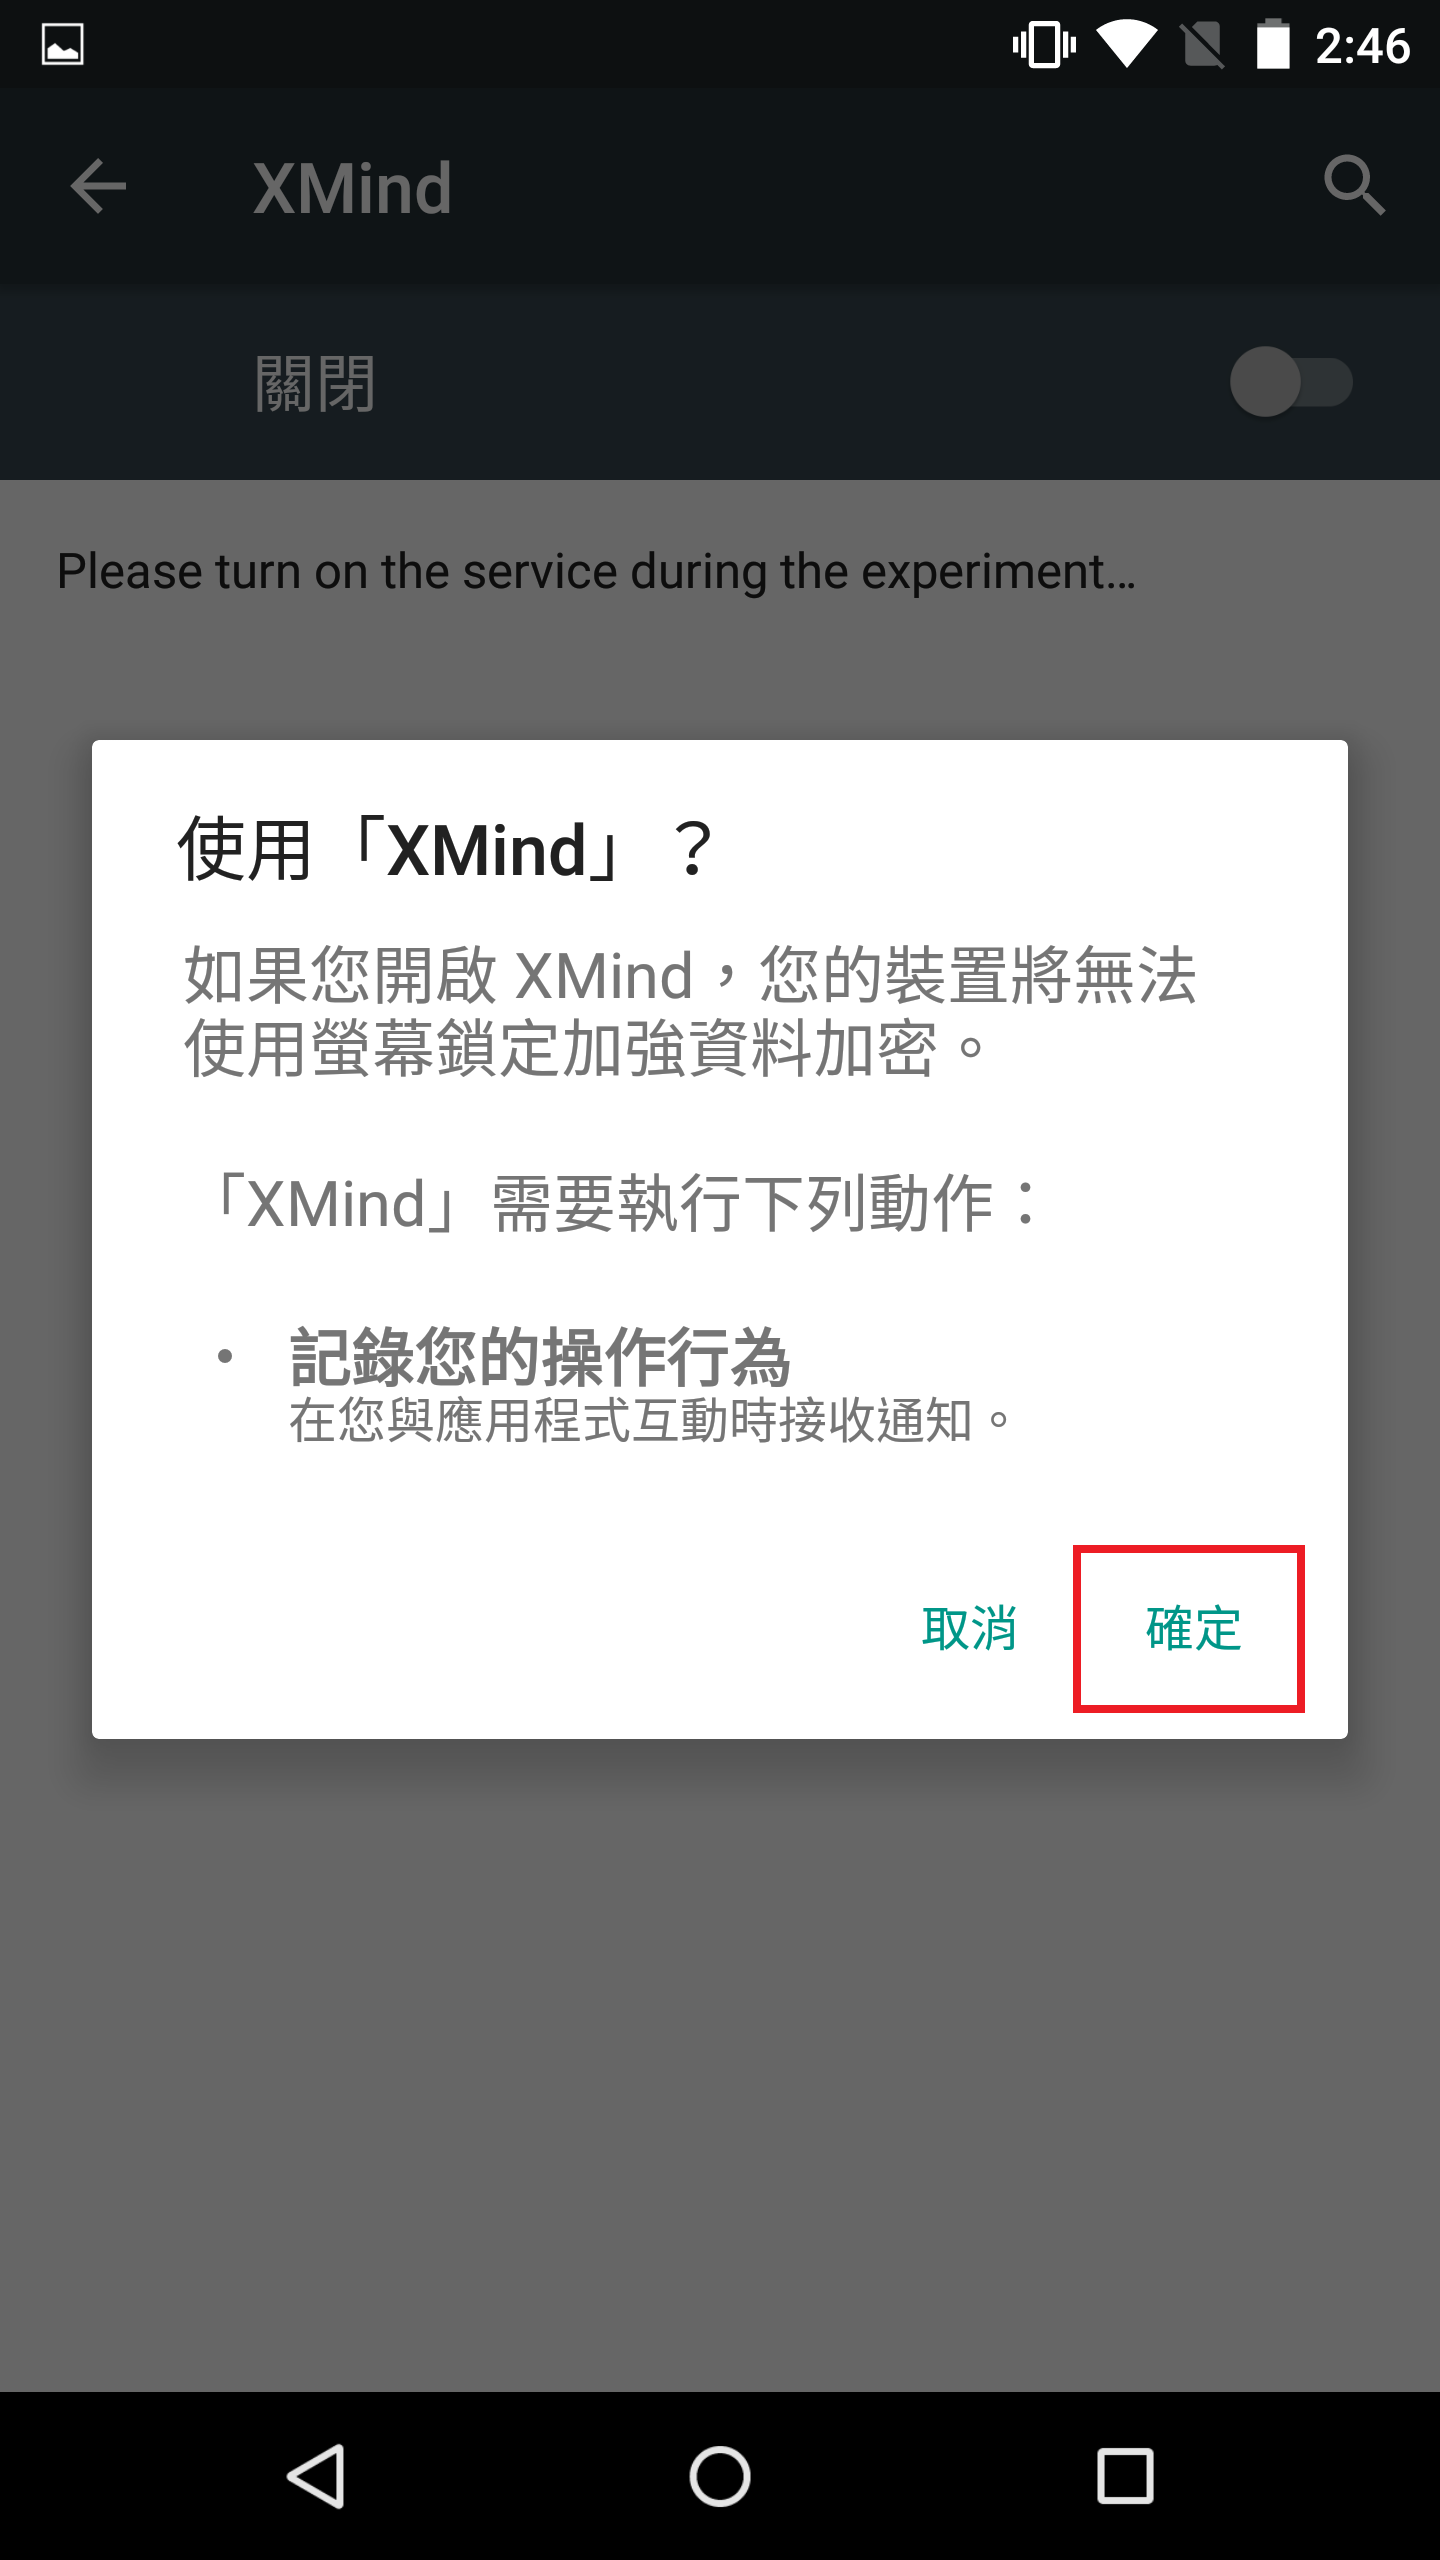 2:46
XMind
關閉
Please turn on the service during the experiment…
使用「XMind」？
如果您開啟 XMind，您的裝置將無法
使用螢幕鎖定加強資料加密。
「XMind」需要執行下列動作：
• 記錄您的操作行為
在您與應用程式互動時接收通知。
取消 確定